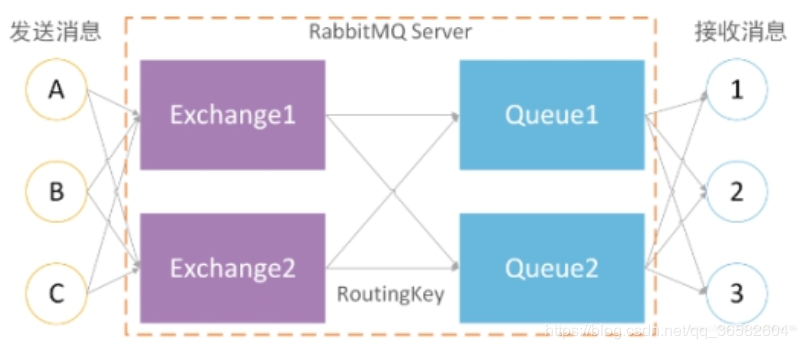 发送消息
RabbitMQ Server
接收消息
A
Exchange1
Queue1
1
B
2
Exchange2
Queue2
C
RoutingKey
3
https://blog.csdn.net/qq_36582604